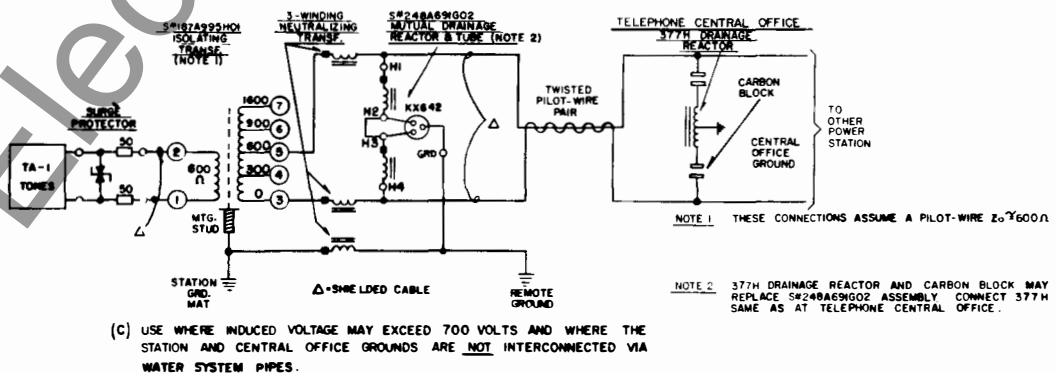 3-WINDING
NEUTRALIZING
TRANSF.
S#187A995H01
ISOLATING
TRANSF.
(NOTE 1)
S#248A691G02
MUTUAL DRAINAGE
REACTOR & TUBE (NOTE 2)
TELEPHONE CENTRAL OFFICE
377H DRAINAGE
REACTOR
SURGE
PROTECTOR
TA-1
TONES
50
50
2
1
600
Ω
1600 7
900 6
600 5
300 4
0 3
H1
H2
H3
H4
KX642
GRD
Δ
Δ
TWISTED
PILOT-WIRE
PAIR
CARBON
BLOCK
CENTRAL
OFFICE
GROUND
TO
OTHER
POWER
STATION
MTG.
STUD
STATION
GRD.
MAT
Δ=SHIELDED CABLE
REMOTE
GROUND
NOTE 1 THESE CONNECTIONS ASSUME A PILOT-WIRE Zo≈600Ω
NOTE 2 377H DRAINAGE REACTOR AND CARBON BLOCK MAY
REPLACE S#248A691G02 ASSEMBLY CONNECT 377H
SAME AS AT TELEPHONE CENTRAL OFFICE.
(C) USE WHERE INDUCED VOLTAGE MAY EXCEED 700 VOLTS AND WHERE THE
STATION AND CENTRAL OFFICE GROUNDS ARE NOT INTERCONNECTED VIA
WATER SYSTEM PIPES.
Elec